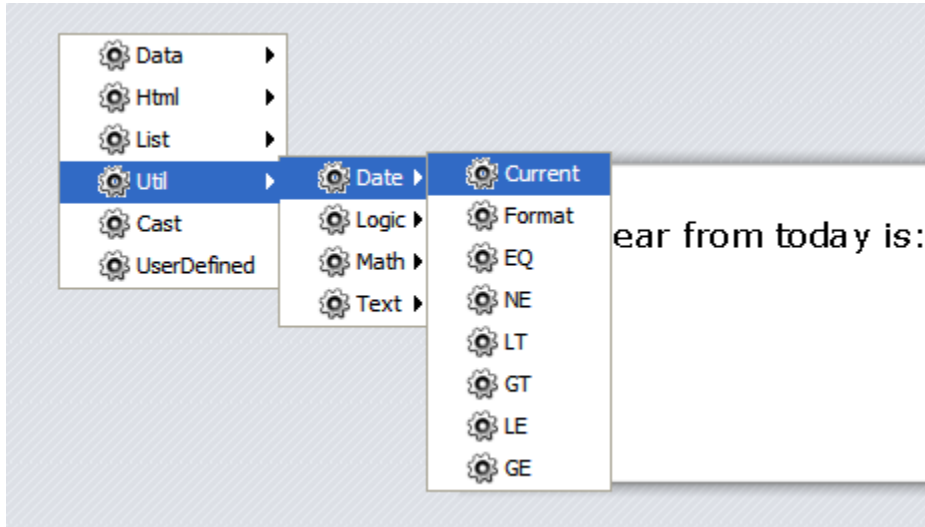 Data
Html
List
Util
Cast
UserDefined
Date
Logic
Math
Text
Current
Format
EQ
NE
LT
GT
LE
GE
ear from today is: